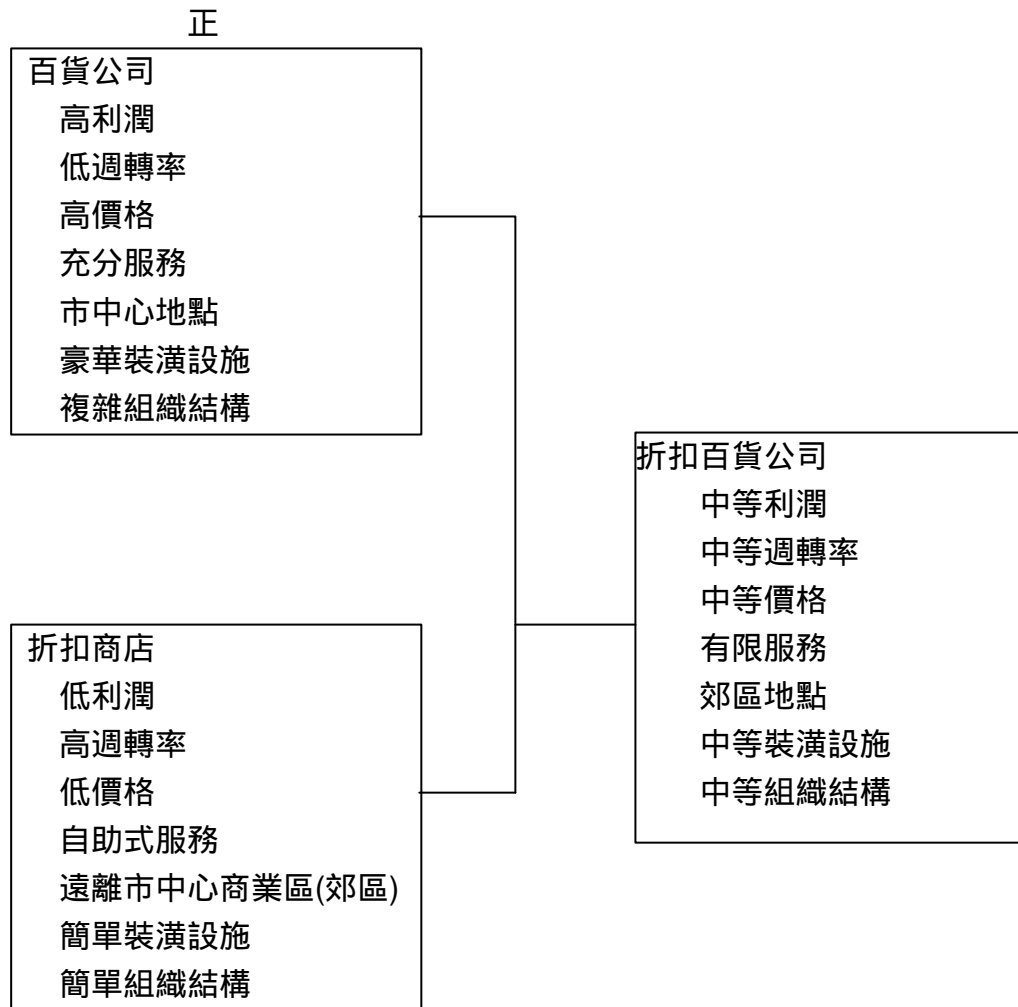 正
百貨公司
高利潤
低週轉率
高價格
充分服務
市中心地點
豪華裝潢設施
複雜組織結構
折扣商店
低利潤
高週轉率
低價格
自助式服務
遠離市中心商業區(郊區)
簡單裝潢設施
簡單組織結構
折扣百貨公司
中等利潤
中等週轉率
中等價格
有限服務
郊區地點
中等裝潢設施
中等組織結構